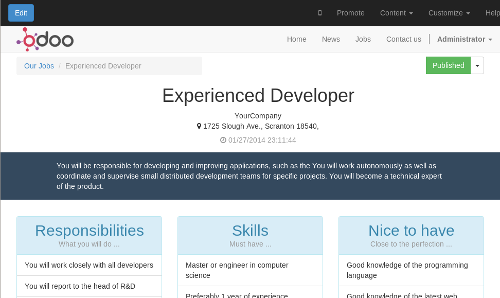 Edit
Promote Content Customize Help
odoo
Home News Jobs Contact us Administrator
Our Jobs / Experienced Developer
Published
Experienced Developer
YourCompany
1725 Slough Ave., Scranton 18540,
01/27/2014 23:11:44
You will be responsible for developing and improving applications, such as the You will work autonomously as well as
coordinate and supervise small distributed development teams for specific projects. You will become a technical expert
of the product.
Responsibilities Skills Nice to have
What you will do ... Must have ... Close to the perfection ...
You will work closely with all developers Master or engineer in computer Good knowledge of the programming
science language
You will report to the head of R&D
Preferably 1 year of experience Good knowledge of the latest web